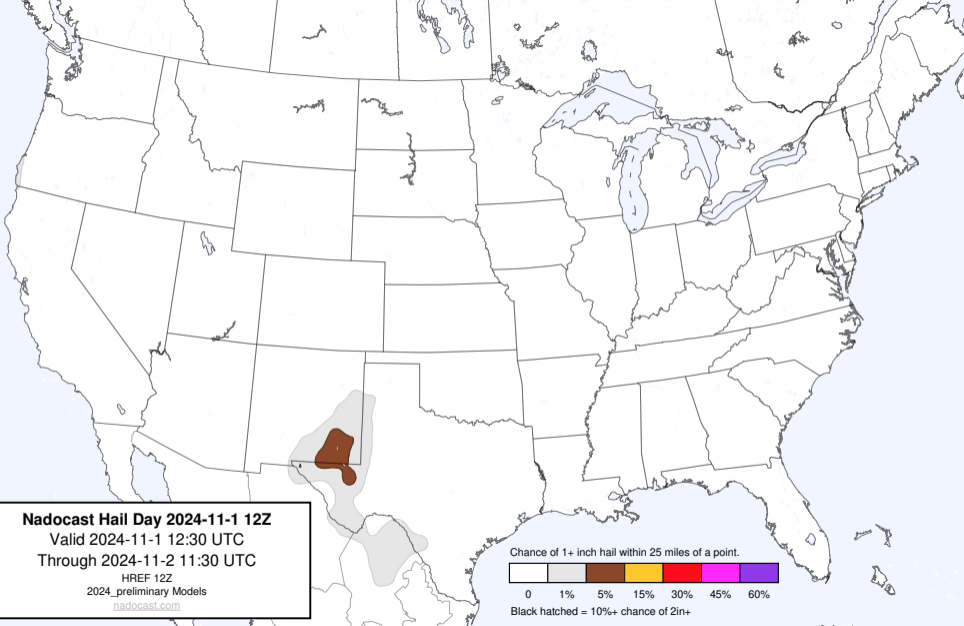 Nadocast Hail Day 2024-11-1 12Z
Valid 2024-11-1 12:30 UTC
Through 2024-11-2 11:30 UTC
HREF 12Z
2024_preliminary Models
nadocast.com
Chance of 1+ inch hail within 25 miles of a point.
0 1% 5% 15% 30% 45% 60%
Black hatched = 10%+ chance of 2in+